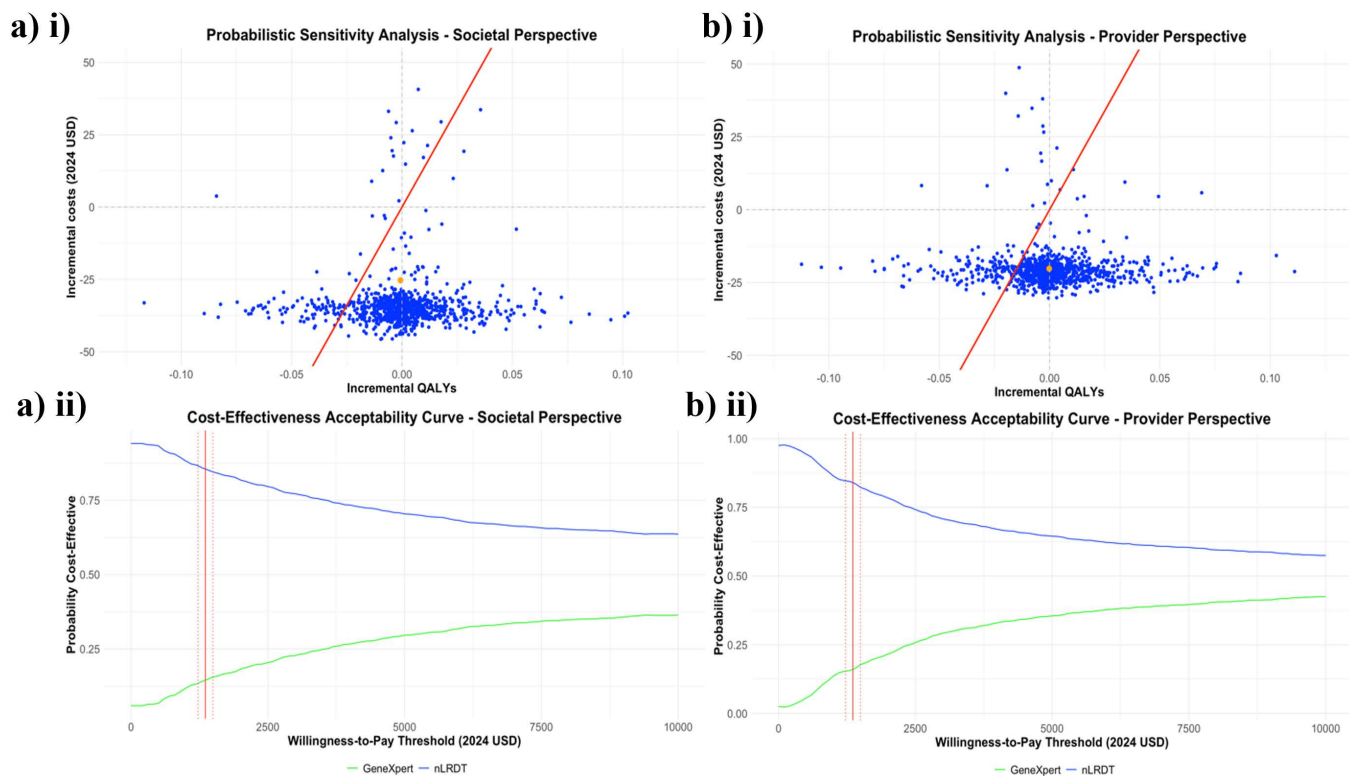 a) i)
Probabilistic Sensitivity Analysis - Societal Perspective
Incremental costs (2024 USD)
50
25
0
-25
-50
-0.10 -0.05 0.00 0.05 0.10
Incremental QALYs
b) i)
Probabilistic Sensitivity Analysis - Provider Perspective
Incremental costs (2024 USD)
50
25
0
-25
-50
-0.10 -0.05 0.00 0.05 0.10
Incremental QALYs
a) ii)
Cost-Effectiveness Acceptability Curve - Societal Perspective
Probability Cost-Effective
0.75
0.50
0.25
0 2500 5000 7500 10000
Willingness-to-Pay Threshold (2024 USD)
GeneXpert nLRDT
b) ii)
Cost-Effectiveness Acceptability Curve - Provider Perspective
Probability Cost-Effective
1.00
0.75
0.50
0.25
0.00
0 2500 5000 7500 10000
Willingness-to-Pay Threshold (2024 USD)
GeneXpert nLRDT